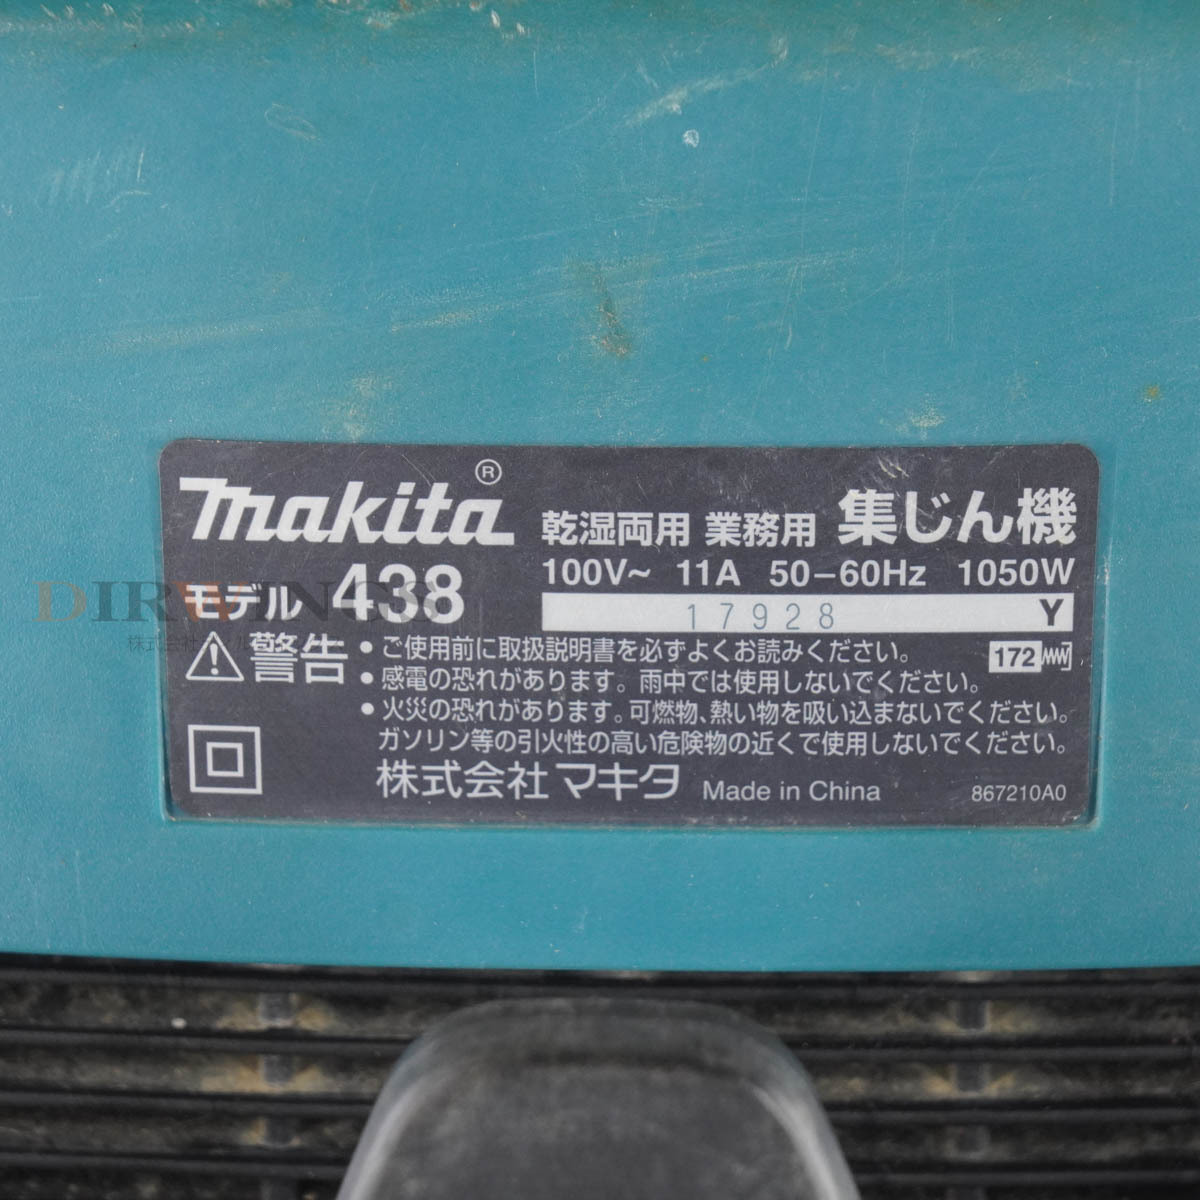 makita®
乾湿両用 業務用 集じん機
モデル 438
100V~ 11A 50-60Hz 1050W
17928 Y
警告
•ご使用前に取扱説明書を必ずよくお読みください。
172
•感電の恐れがあります。雨中では使用しないでください。
•火災の恐れがあります。可燃物、熱い物を吸い込まないでください。
ガソリン等の引火性の高い危険物の近くで使用しないでください。
株式会社 マキタ Made in China 867210A0
DIRWINGS